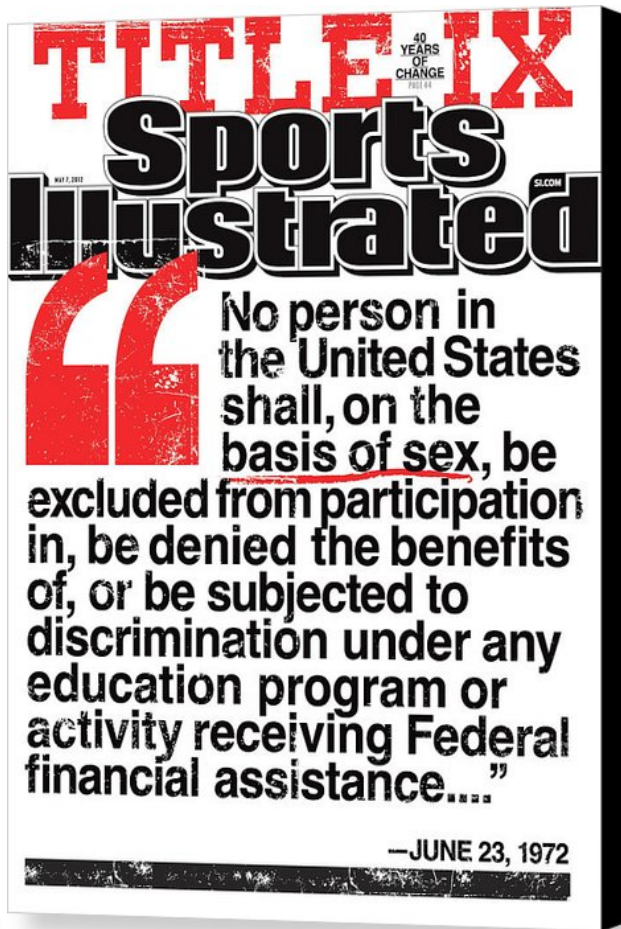 TITLE IX
40
YEARS
OF
CHANGE
PAGE 44
Sports
MAY 7, 2012
SI.COM
Illustrated
“No person in
the United States
shall, on the
basis of sex, be
excluded from participation
in, be denied the benefits
of, or be subjected to
discrimination under any
education program or
activity receiving Federal
financial assistance....”
—JUNE 23, 1972